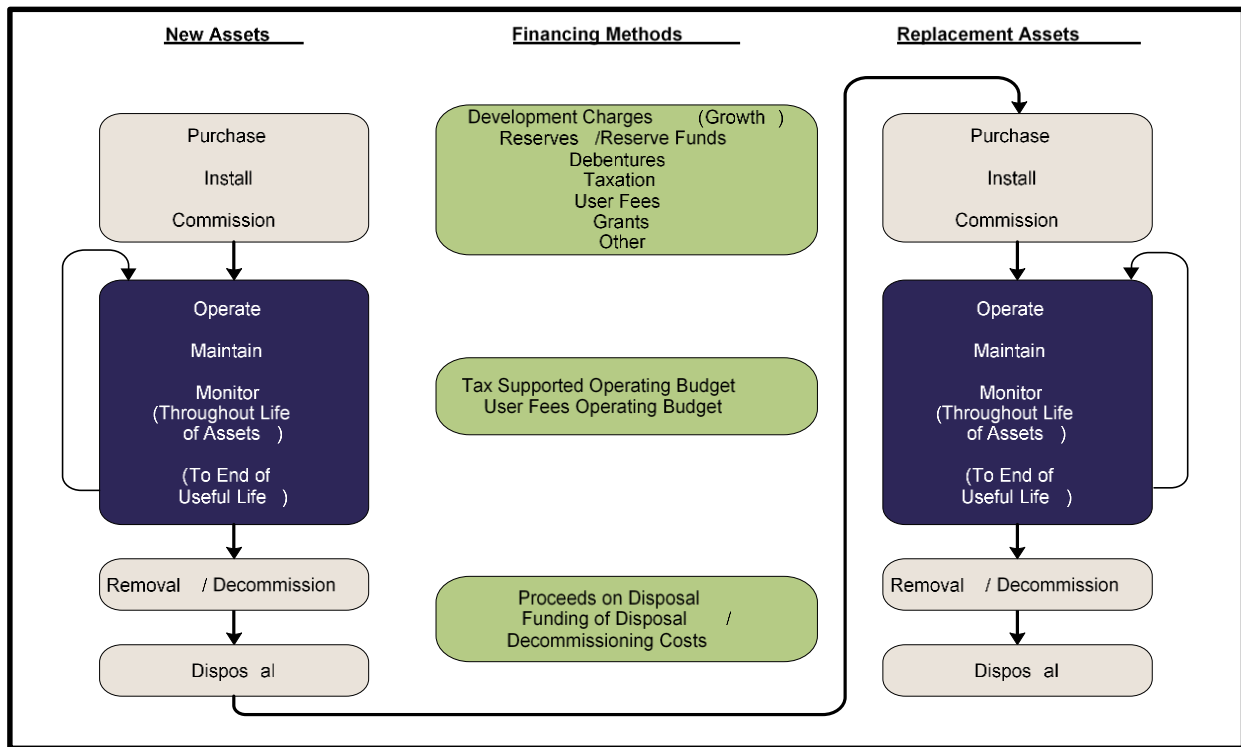 New Assets
Purchase
Install
Commission
Operate
Maintain
Monitor
(Throughout Life
of Assets )
(To End of
Useful Life )
Removal / Decommission
Dispos al
Financing Methods
Development Charges (Growth )
Reserves /Reserve Funds
Debentures
Taxation
User Fees
Grants
Other
Tax Supported Operating Budget
User Fees Operating Budget
Proceeds on Disposal
Funding of Disposal /
Decommissioning Costs
Replacement Assets
Purchase
Install
Commission
Operate
Maintain
Monitor
(Throughout Life
of Assets )
(To End of
Useful Life )
Removal / Decommission
Dispos al